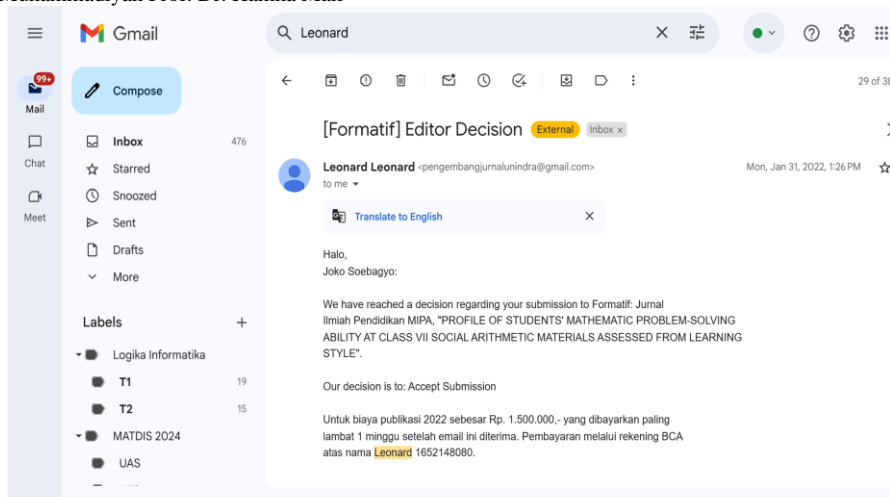 Gmail
Leonard
99+
Mail
Compose
29 of 38
[Formatif] Editor Decision External Inbox ×
Inbox 476
Chat
Starred
Leonard Leonard <pengembangjurnalunindra@gmail.com> Mon, Jan 31, 2022, 1:26 PM
to me
Snoozed
Meet
Sent
Translate to English
Drafts
More
Halo,
Joko Soebagyo:
We have reached a decision regarding your submission to Formatif: Jurnal
Ilmiah Pendidikan MIPA, "PROFILE OF STUDENTS' MATHEMATIC PROBLEM-SOLVING
ABILITY AT CLASS VII SOCIAL ARITHMETIC MATERIALS ASSESSED FROM LEARNING
STYLE".
Our decision is to: Accept Submission
Untuk biaya publikasi 2022 sebesar Rp. 1.500.000,- yang dibayarkan paling
lambat 1 minggu setelah email ini diterima. Pembayaran melalui rekening BCA
atas nama Leonard 1652148080.
Labels
Logika Informatika
T1 19
T2 15
MATDIS 2024
UAS